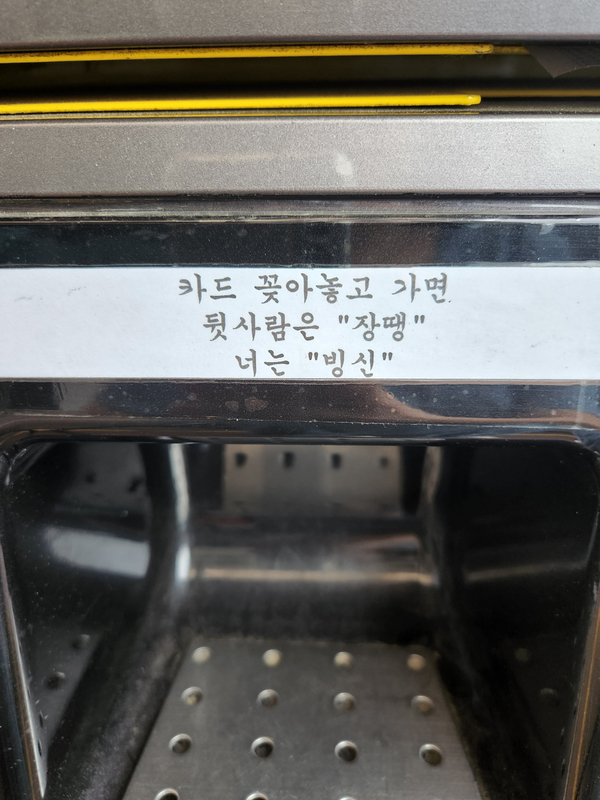 카드 꽂아놓고 가면
뒷사람은 "장땡"
너는 "빙신"